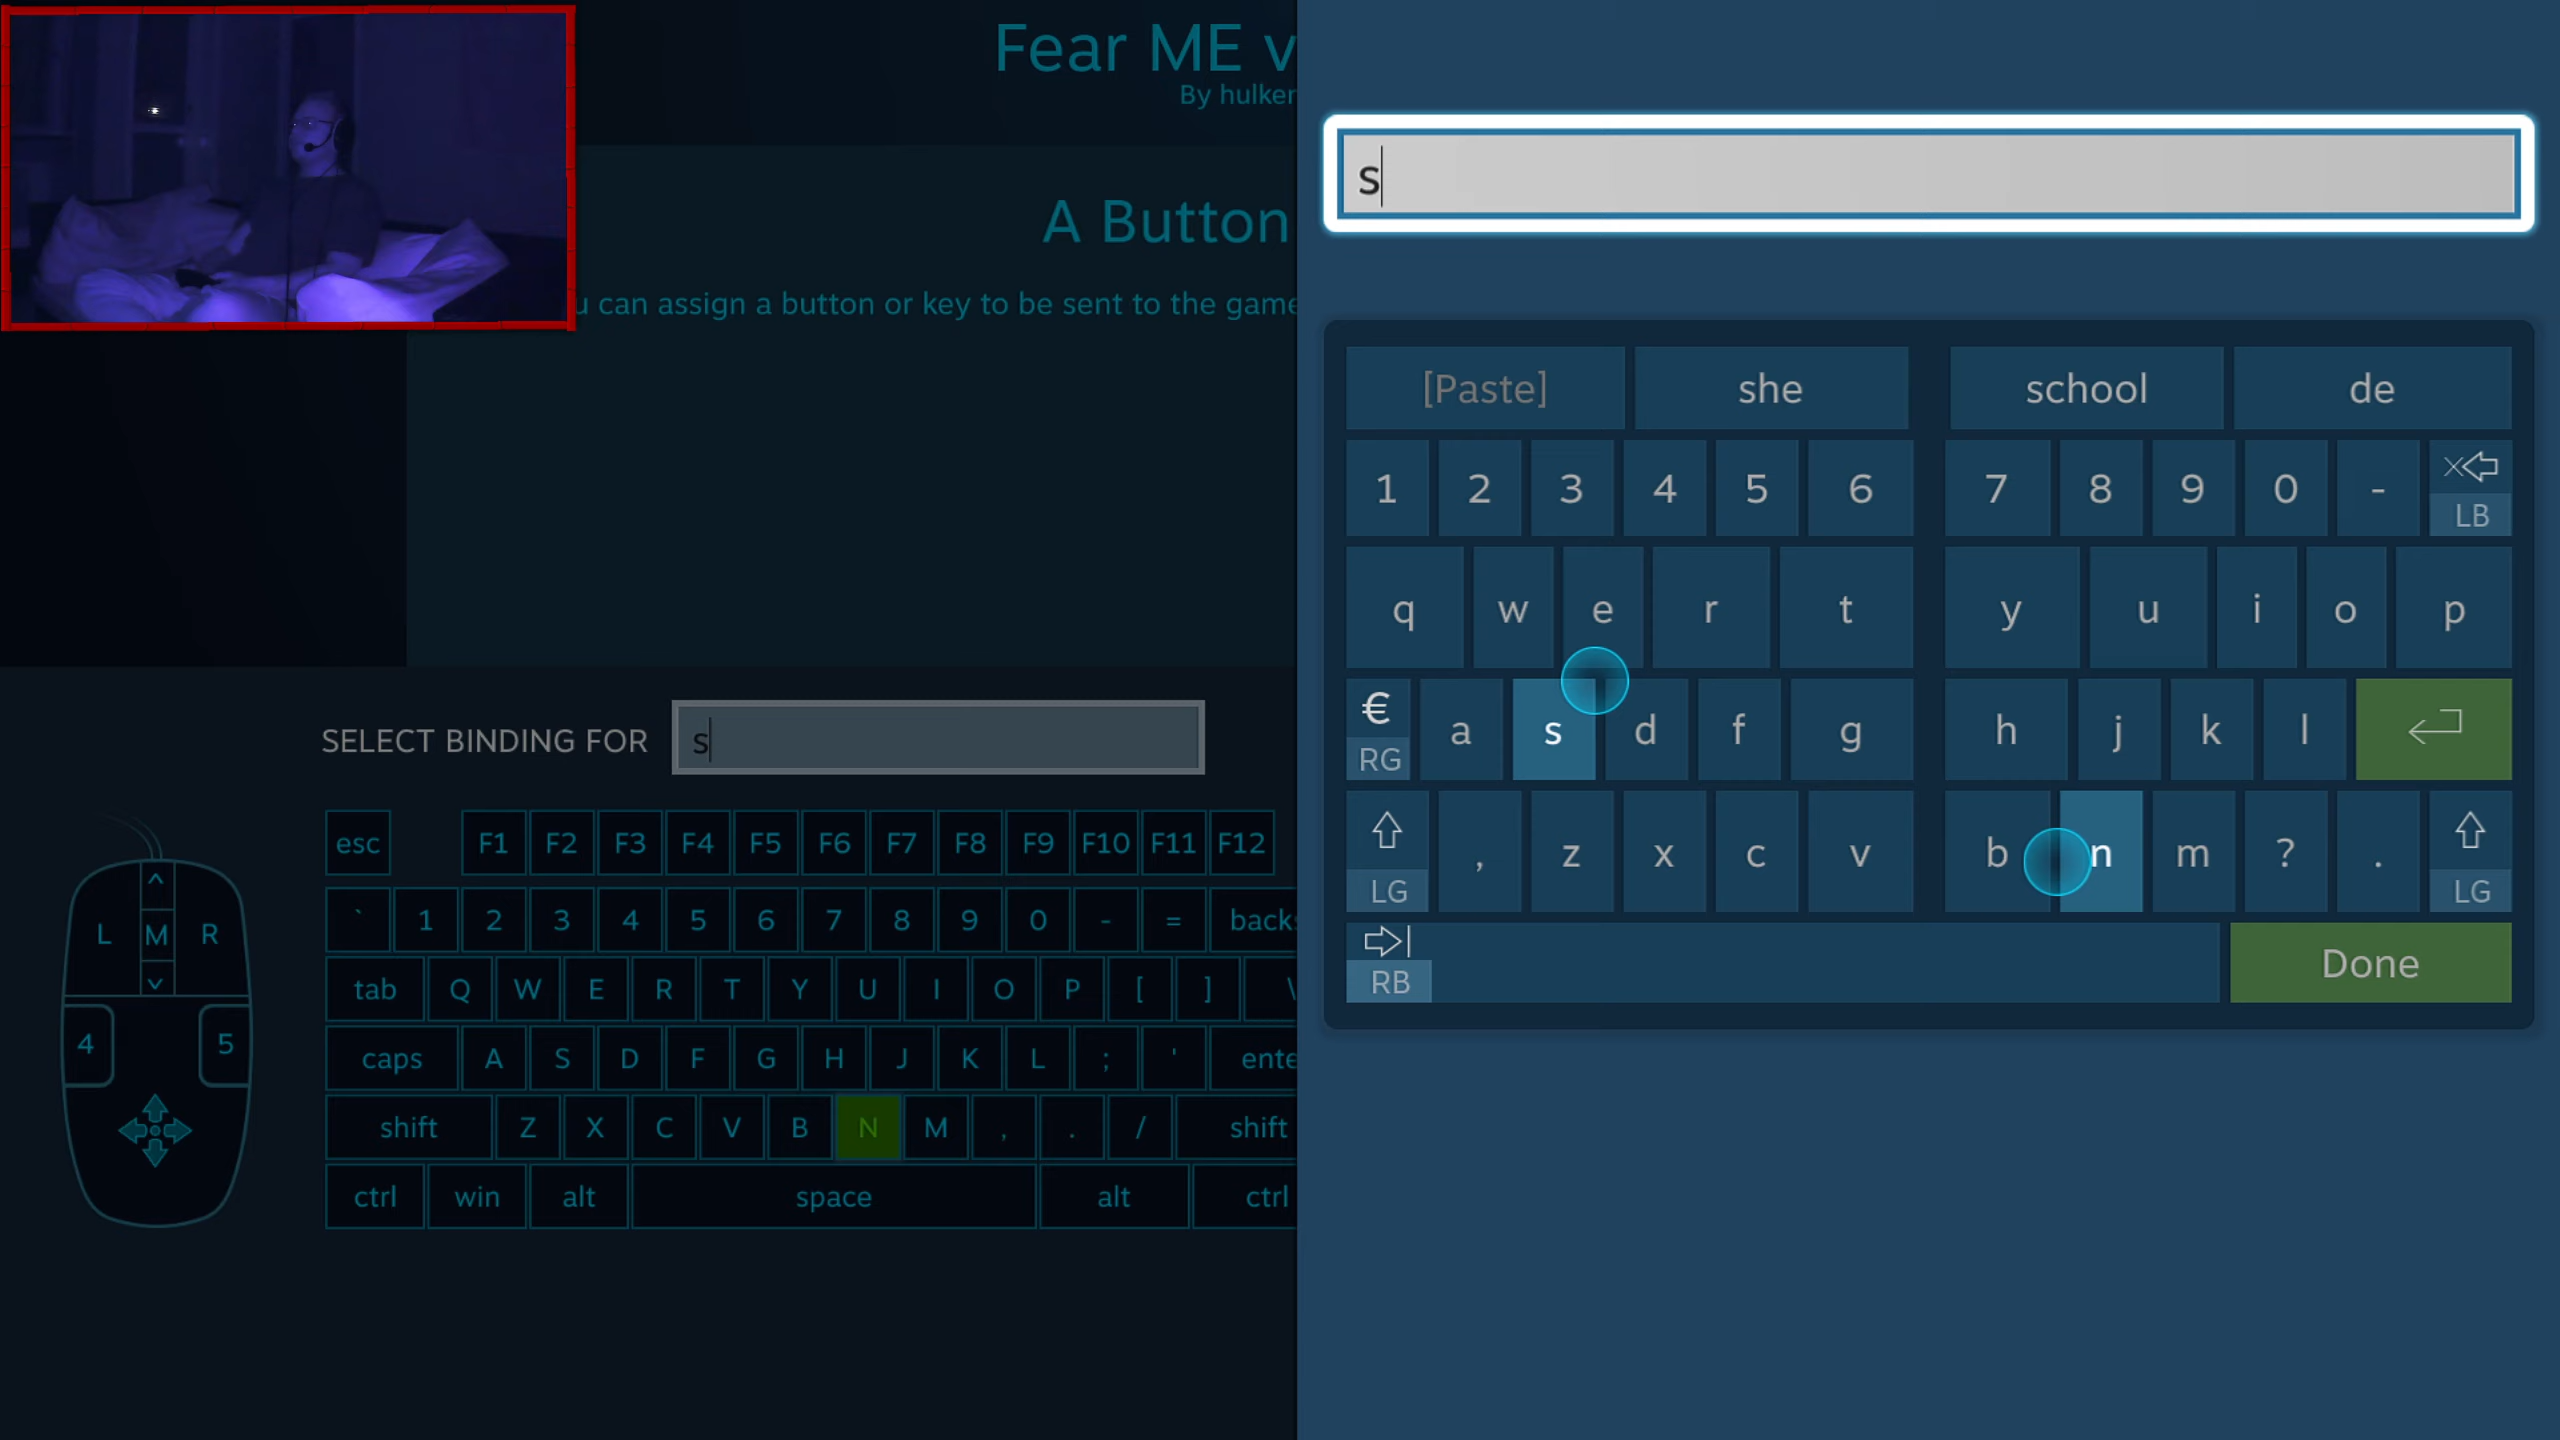 Fear ME v
By hulker
A Button
u can assign a button or key to be sent to the game
SELECT BINDING FOR s
L M R
4 5
esc F1 F2 F3 F4 F5 F6 F7 F8 F9 F10 F11 F12
` 1 2 3 4 5 6 7 8 9 0 - = backs
tab Q W E R T Y U I O P [ ] \
caps A S D F G H J K L ; ' ente
shift Z X C V B N M , . / shift
ctrl win alt space alt ctrl
s
[Paste] she school de
1 2 3 4 5 6 7 8 9 0 -
LB
q w e r t y u i o p
€ a s d f g h j k l
RG
, z x c v b n m ? .
LG LG
RB Done